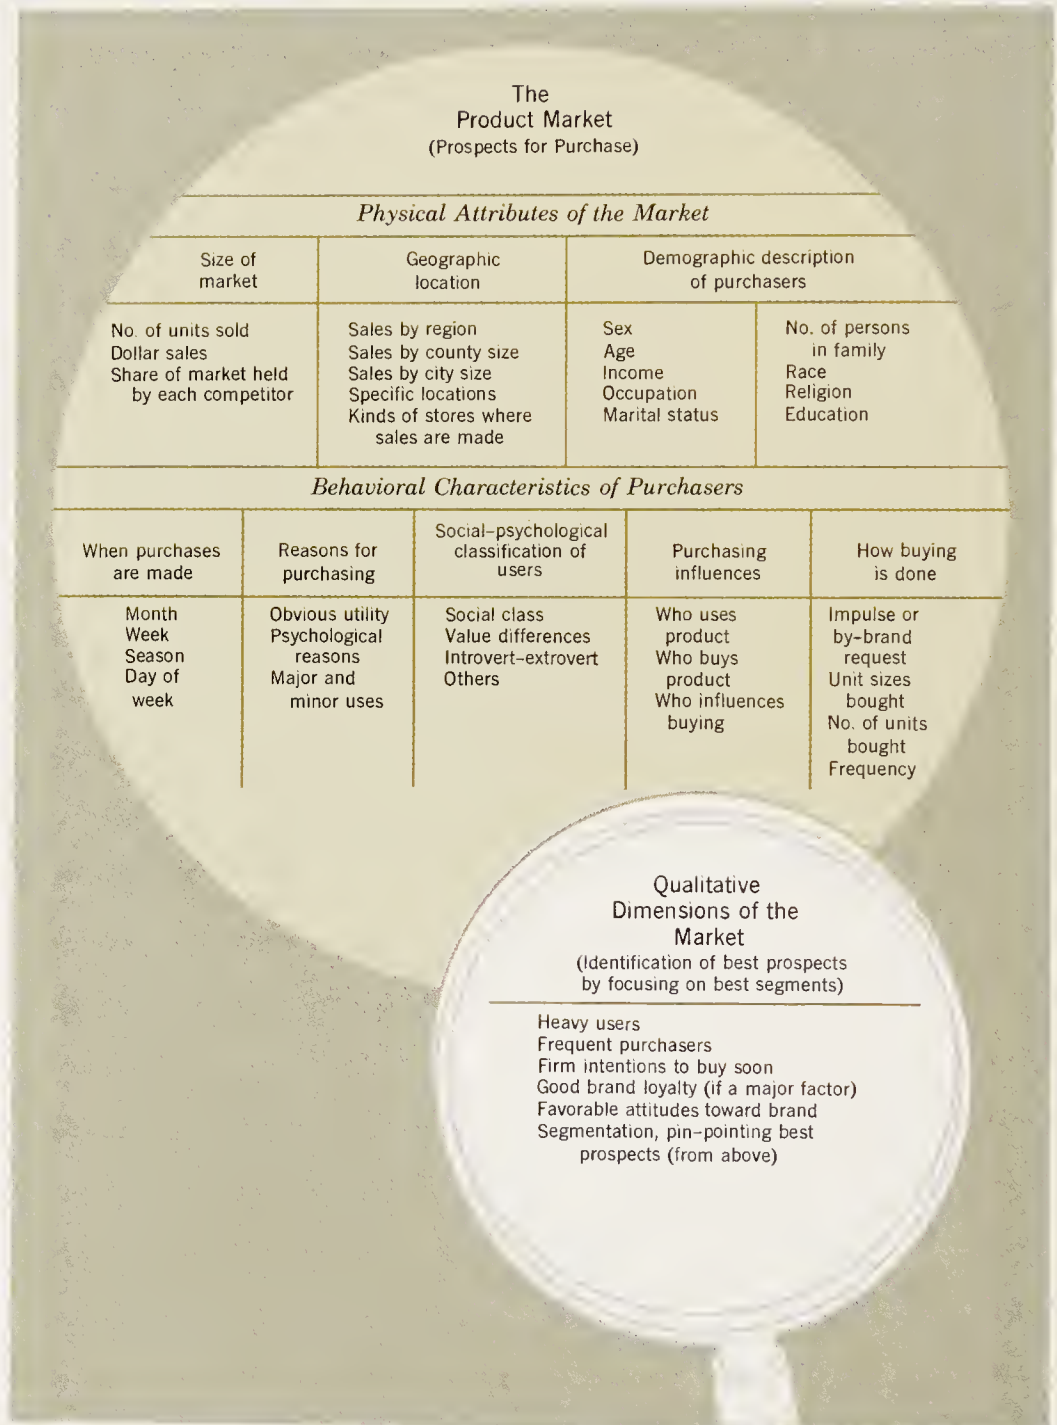 The
Product Market
(Prospects for Purchase)
Physical Attributes of the Market
Size of
market
No. of units sold
Dollar sales
Share of market held
by each competitor
Geographic
location
Sales by region
Sales by county size
Sales by city size
Specific locations
Kinds of stores where
sales are made
Demographic description
of purchasers
Sex
Age
Income
Occupation
Marital status
No. of persons
in family
Race
Religion
Education
Behavioral Characteristics of Purchasers
When purchases
are made
Month
Week
Season
Day of
week
Reasons for
purchasing
Obvious utility
Psychological
reasons
Major and
minor uses
Social-psychological
classification of
users
Social class
Value differences
Introvert-extrovert
Others
Purchasing
influences
Who uses
product
Who buys
product
Who influences
buying
How buying
is done
Impulse or
by-brand
request
Unit sizes
bought
No. of units
bought
Frequency
Qualitative
Dimensions of the
Market
(Identification of best prospects
by focusing on best segments)
Heavy users
Frequent purchasers
Firm intentions to buy soon
Good brand loyalty (if a major factor)
Favorable attitudes toward brand
Segmentation, pin-pointing best
prospects (from above)